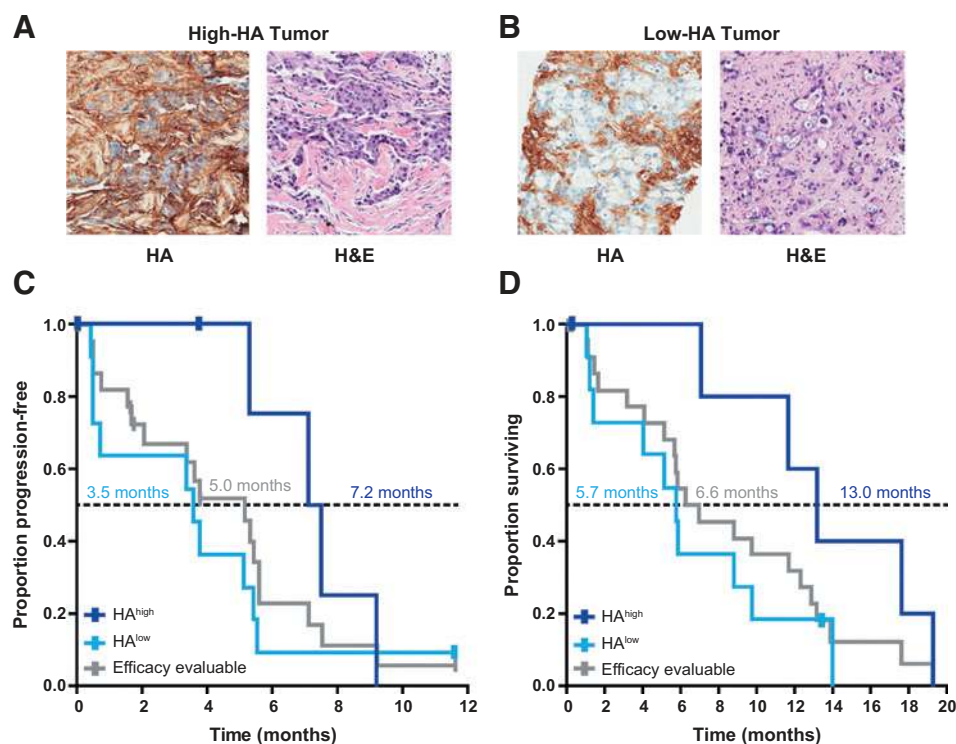 A
High-HA Tumor
HA
H&E
B
Low-HA Tumor
HA
H&E
C
Proportion progression-free
1.0
0.8
0.6
0.4
0.2
0.0
3.5 months
5.0 months
7.2 months
HAhigh
HAlow
Efficacy evaluable
0 2 4 6 8 10 12
Time (months)
D
Proportion surviving
1.0
0.8
0.6
0.4
0.2
0.0
5.7 months
6.6 months
13.0 months
HAhigh
HAlow
Efficacy evaluable
0 2 4 6 8 10 12 14 16 18 20
Time (months)